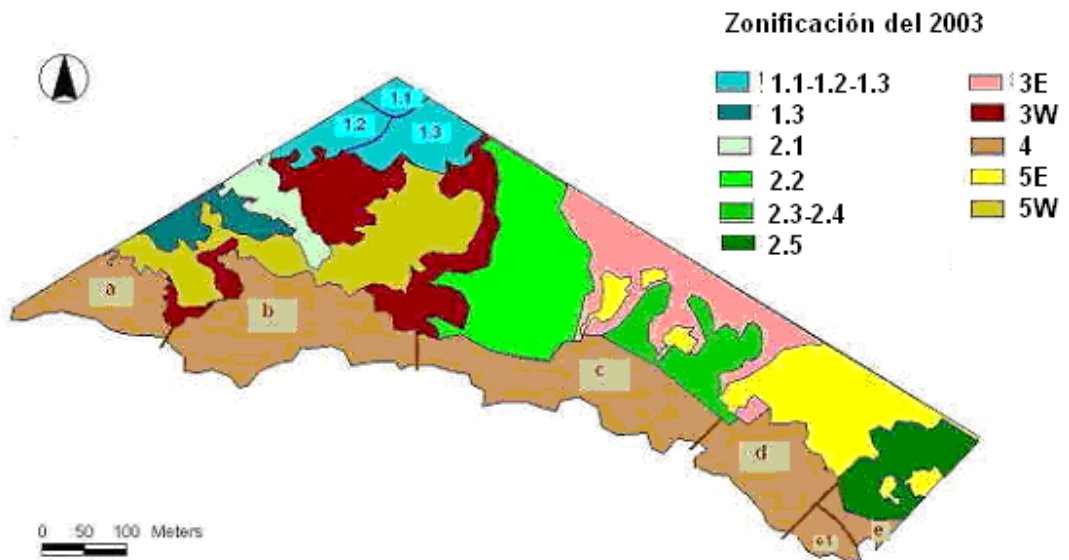 Zonificación del 2003
1.1-1.2-1.3
3E
1.3
3W
2.1
4
2.2
5E
2.3-2.4
5W
2.5
1.1
1.2
1.3
a
b
c
d
e
e1
0 50 100 Meters